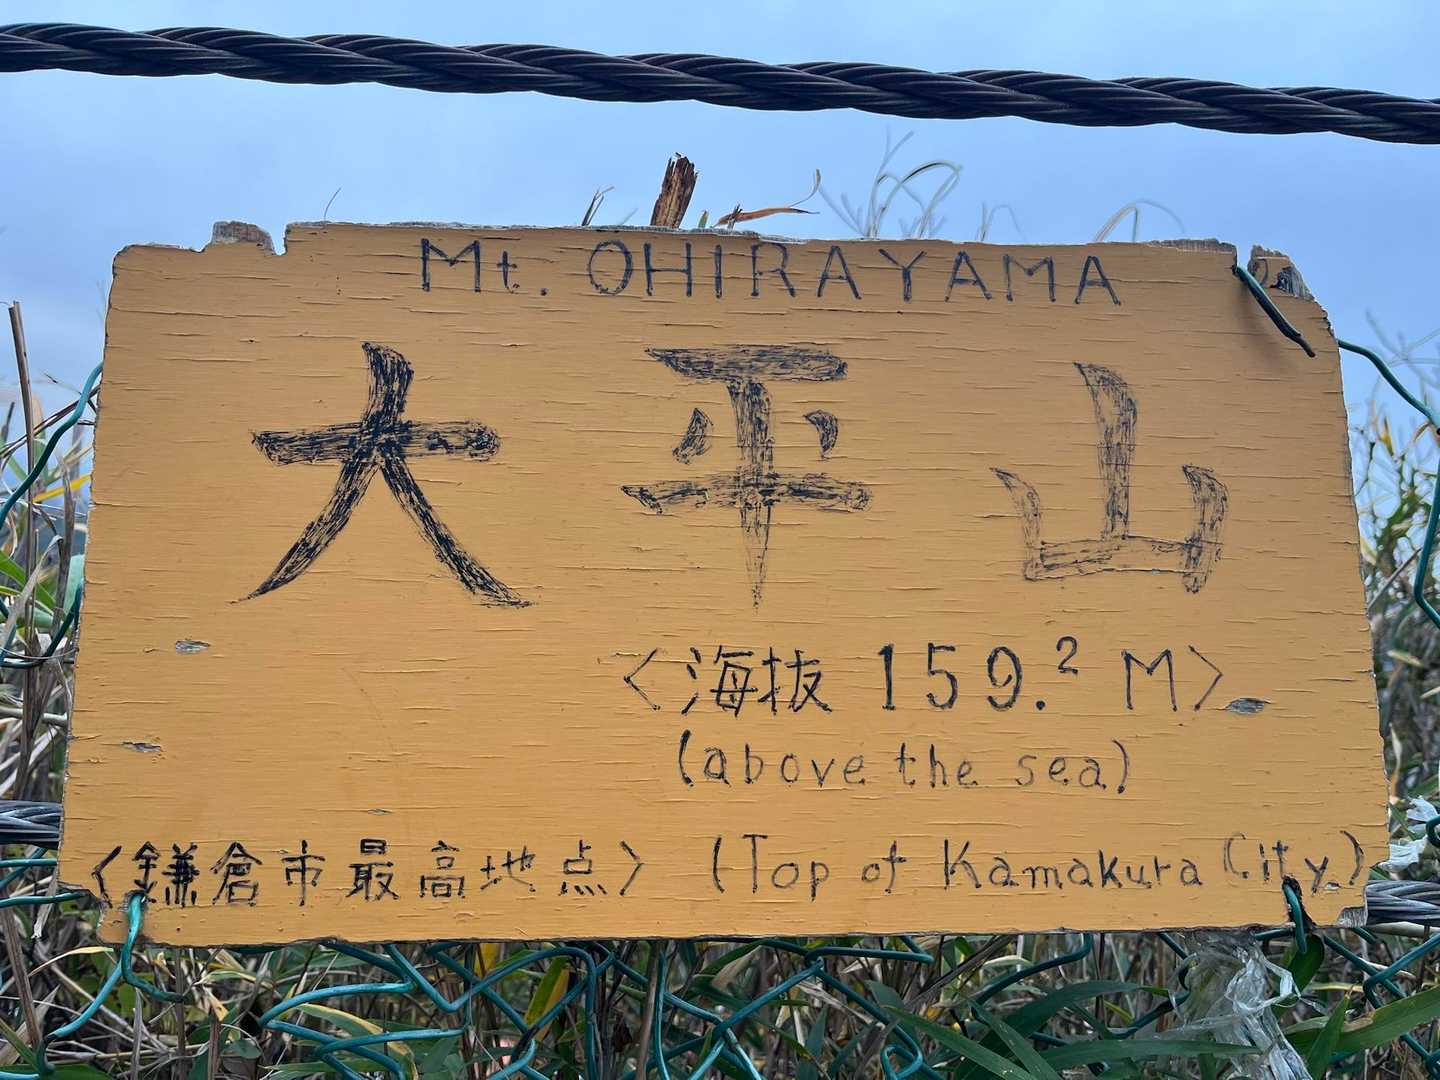 Mt. OHIRAYAMA
大平山
<海抜 159.² M>
(above the sea)
<鎌倉市最高地点> (Top of Kamakura City)